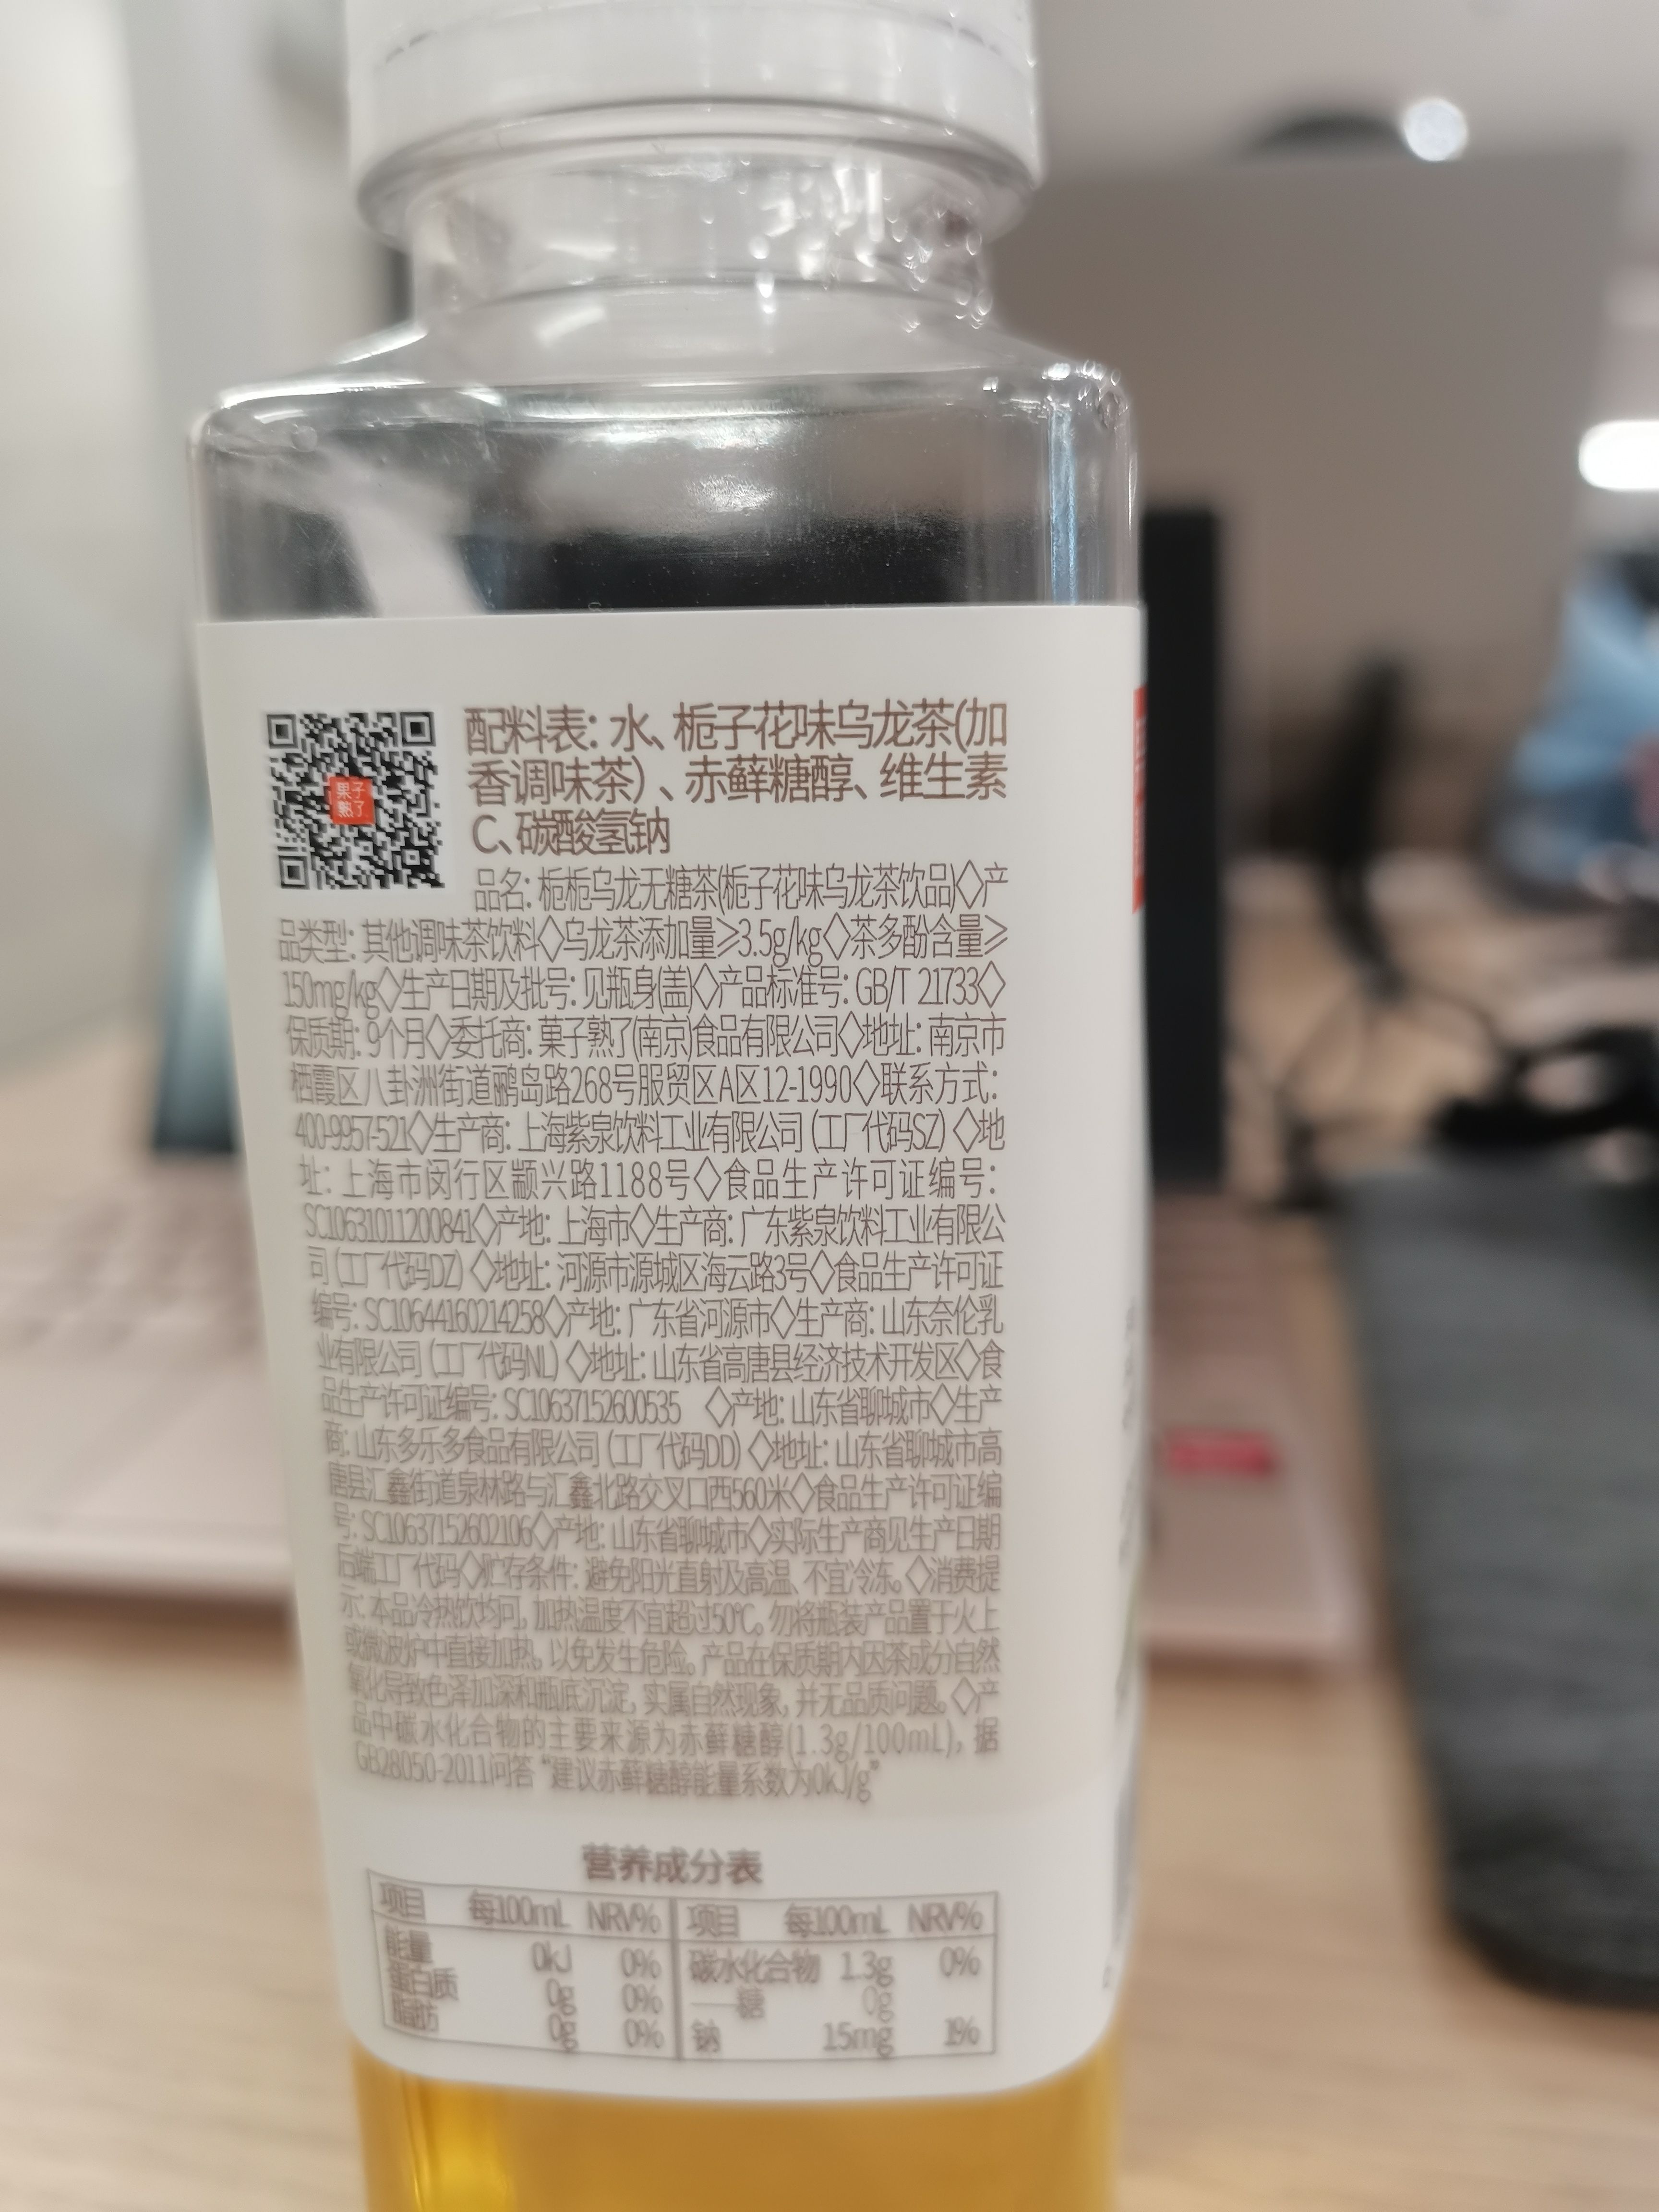 果子
熟了
配料表：水、栀子花味乌龙茶(加
香调味茶）、赤藓糖醇、维生素
C、碳酸氢钠
品名: 栀栀乌龙无糖茶(栀子花味乌龙茶饮品)◇产
品类型: 其他调味茶饮料◇乌龙茶添加量≥3.5g/kg◇茶多酚含量≥
150mg/kg◇生产日期及批号: 见瓶身(盖)◇产品标准号: GB/T 21733◇
保质期: 9个月◇委托商: 菓子熟了(南京)食品有限公司◇地址: 南京市
栖霞区八卦洲街道鹂岛路268号服贸区A区12-1990◇联系方式:
400-9957-521◇生产商: 上海紫泉饮料工业有限公司（工厂代码SZ）◇地
址: 上海市闵行区颛兴路1188号◇食品生产许可证编号:
SC10631011200841◇产地: 上海市◇生产商: 广东紫泉饮料工业有限公
司（工厂代码DZ）◇地址: 河源市源城区海云路3号◇食品生产许可证
编号: SC10644160214258◇产地: 广东省河源市◇生产商: 山东奈伦乳
业有限公司（工厂代码NL）◇地址: 山东省高唐县经济技术开发区◇食
品生产许可证编号: SC10637152600535 ◇产地: 山东省聊城市◇生产
商: 山东多乐多食品有限公司（工厂代码DD）◇地址: 山东省聊城市高
唐县汇鑫街道泉林路与汇鑫北路交叉口西560米◇食品生产许可证编
号: SC10637152602106◇产地: 山东省聊城市◇实际生产商见生产日期
后端工厂代码◇贮存条件: 避免阳光直射及高温、不宜冷冻。◇消费提
示: 本品冷热饮均可, 加热温度不宜超过50℃。勿将瓶装产品置于火上
或微波炉中直接加热。以免发生危险。产品在保质期内因茶成分自然
氧化导致色泽加深和瓶底沉淀, 实属自然现象, 并无品质问题。◇产
品中碳水化合物的主要来源为赤藓糖醇(1.3g/100mL), 据
GB28050-2011问答“建议赤藓糖醇能量系数为0kJ/g”
营养成分表
项目 每100mL NRV% 项目 每100mL NRV%
能量 0kJ 0% 碳水化合物 1.3g 0%
蛋白质 0g 0% ——糖 0g
脂肪 0g 0% 钠 15mg 1%